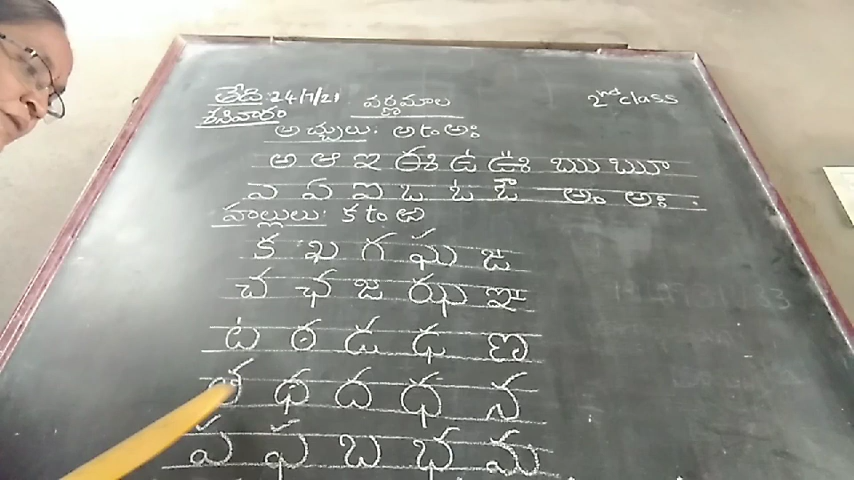 తేది: 24/7/21 వర్ణమాల 2nd class
శనివారం
అచ్చులు: అ to అః
అ ఆ ఇ ఈ ఉ ఊ ఋ ౠ
ఎ ఏ ఐ ఒ ఓ ఔ అం అః.
హల్లులు: క to ఱ
క ఖ గ ఘ ఙ
చ ఛ జ ఝ ఞ
ట ఠ డ ఢ ణ
త థ ద ధ న
ప ఫ బ భ మ